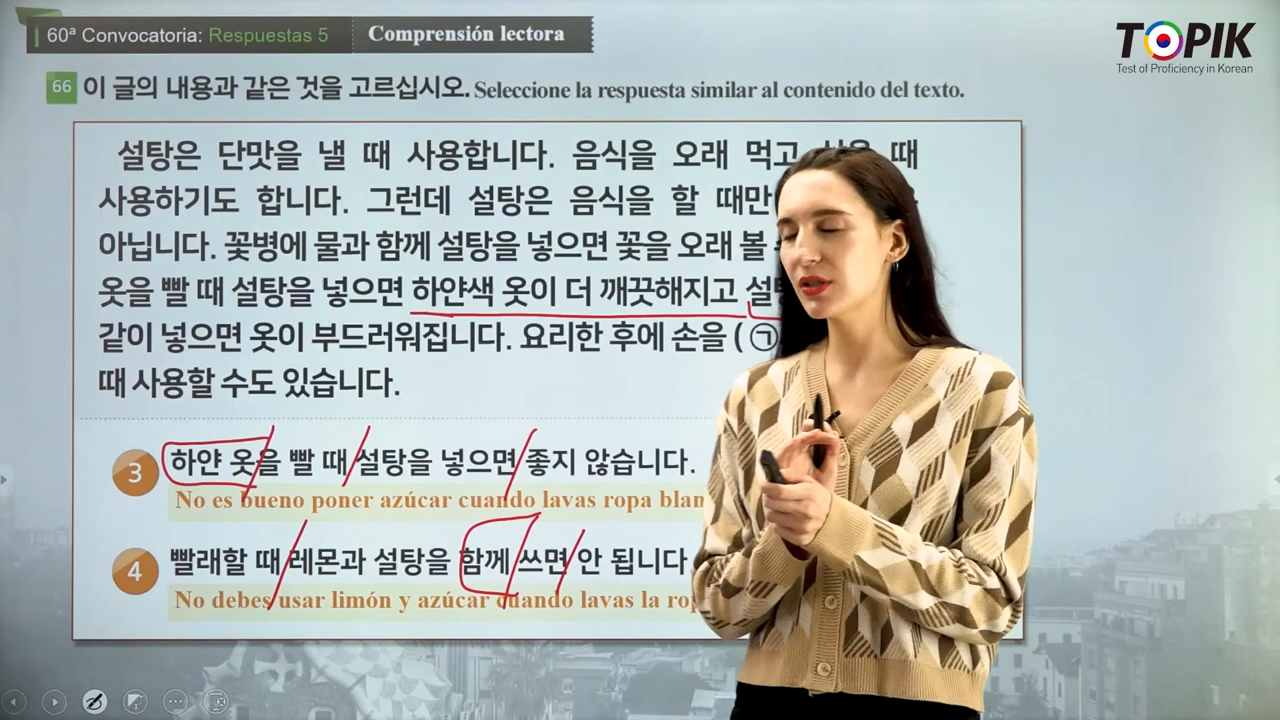 60ª Convocatoria: Respuestas 5
Comprensión lectora
TOPIK
Test of Proficiency in Korean
66 이 글의 내용과 같은 것을 고르십시오. Seleccione la respuesta similar al contenido del texto.
설탕은 단맛을 낼 때 사용합니다. 음식을 오래 먹고 때
사용하기도 합니다. 그런데 설탕은 음식을 할 때만
아닙니다. 꽃병에 물과 함께 설탕을 넣으면 꽃을 오래 볼
옷을 빨 때 설탕을 넣으면 하얀색 옷이 더 깨끗해지고
같이 넣으면 옷이 부드러워집니다. 요리한 후에 손을 ( ㉠
때 사용할 수도 있습니다.
3 하얀 옷을 빨 때 설탕을 넣으면 좋지 않습니다.
No es bueno poner azúcar cuando lavas ropa
4 빨래할 때 레몬과 설탕을 함께 쓰면 안 됩니다
No debes usar limón y azúcar cuando lavas la